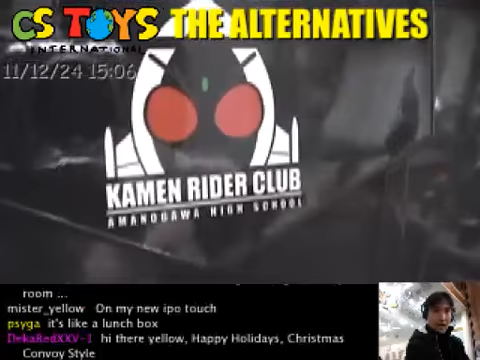 CS TOYS THE ALTERNATIVES
INTERNATIONAL
11/12/24 15:06
KAMEN RIDER CLUB
AMANOGAWA HIGH SCHOOL
room ...
mister_yellow On my new ipo touch
psyga it's like a lunch box
[DekaRedXXV-] hi there yellow, Happy Holidays, Christmas
Convoy Style